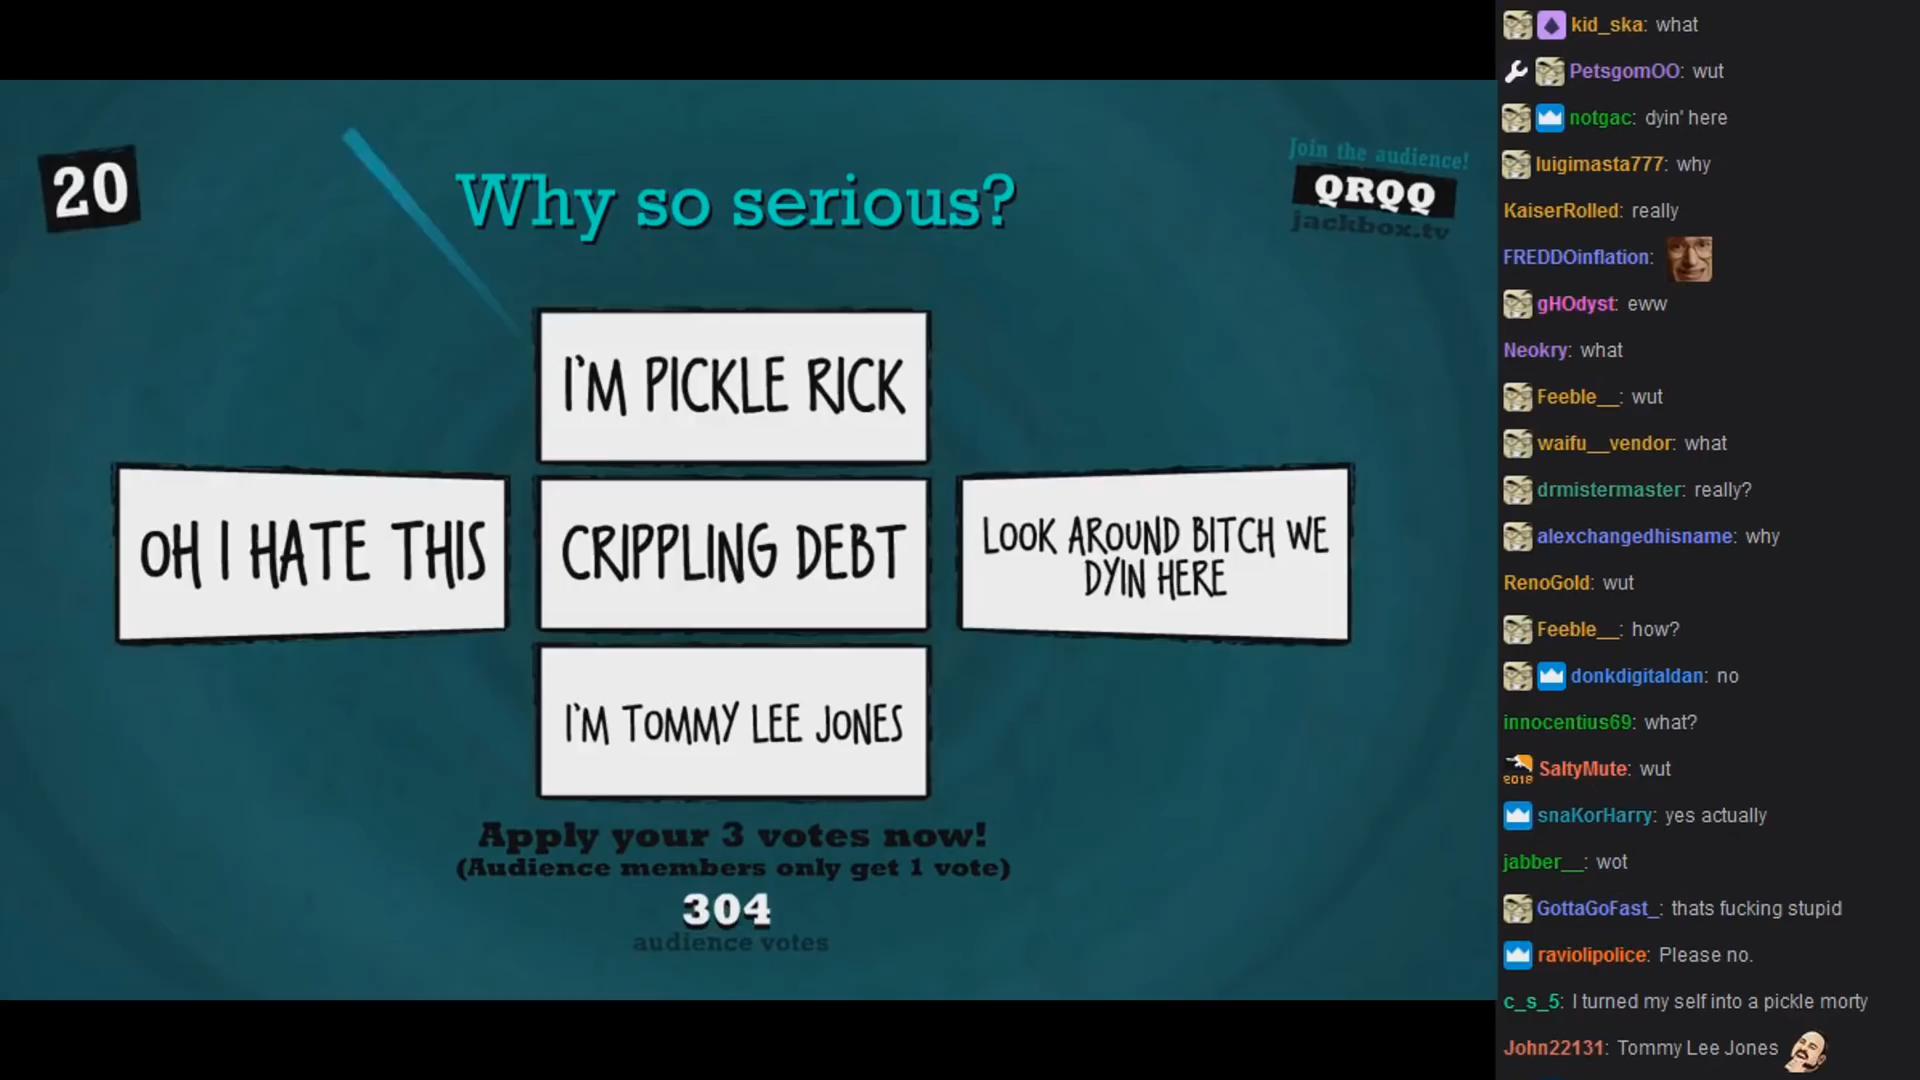 20
Why so serious?
Join the audience!
QRQQ
jackbox.tv
I'M PICKLE RICK
OH I HATE THIS
CRIPPLING DEBT
LOOK AROUND BITCH WE
DYIN HERE
I'M TOMMY LEE JONES
Apply your 3 votes now!
(Audience members only get 1 vote)
304
audience votes
kid_ska: what
PetsgomOO: wut
notgac: dyin' here
luigimasta777: why
KaiserRolled: really
FREDDOinflation:
gHOdyst: eww
Neokry: what
Feeble__: wut
waifu__vendor: what
drmistermaster: really?
alexchangedhisname: why
RenoGold: wut
Feeble__: how?
donkdigitaldan: no
innocentius69: what?
2018 SaltyMute: wut
snaKorHarry: yes actually
jabber__: wot
GottaGoFast_: thats fucking stupid
raviolipolice: Please no.
c_s_5: I turned my self into a pickle morty
John22131: Tommy Lee Jones